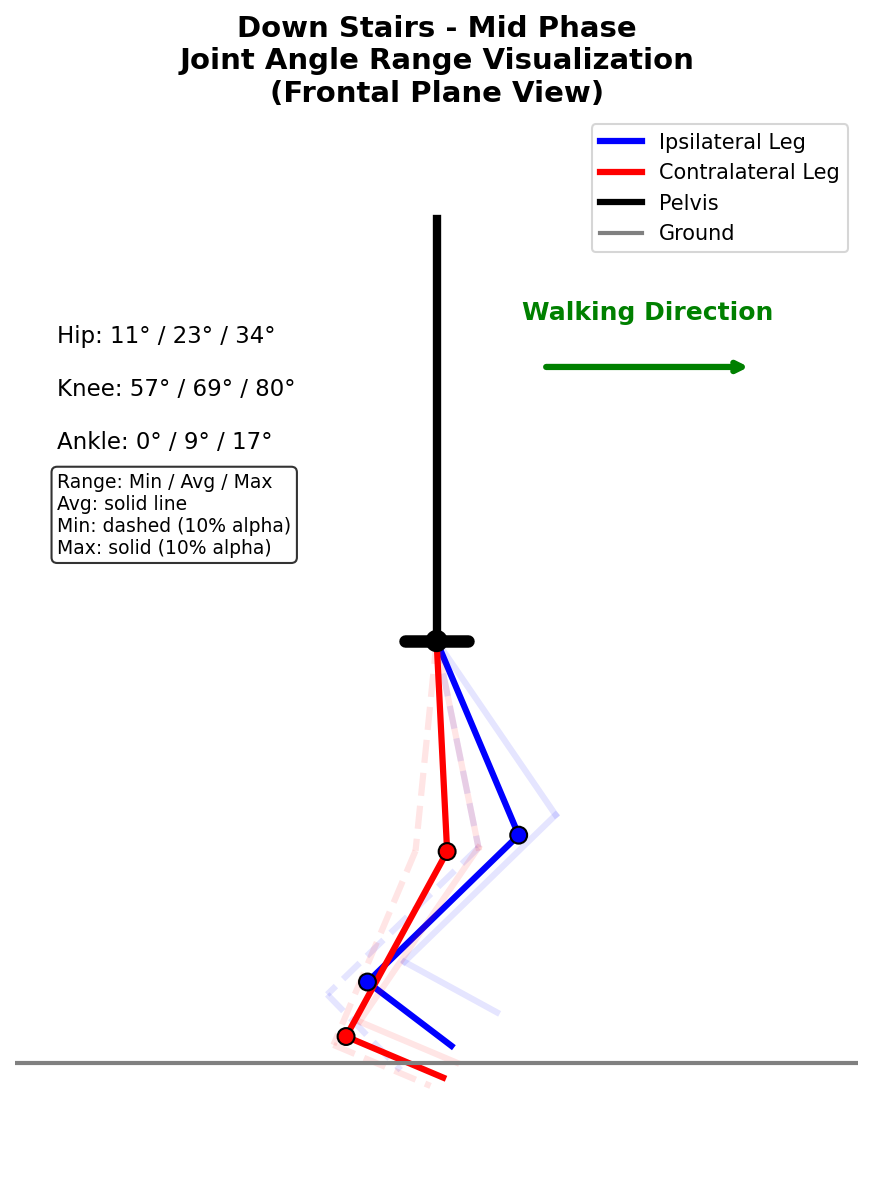 Down Stairs - Mid Phase
Joint Angle Range Visualization
(Frontal Plane View)
Ipsilateral Leg
Contralateral Leg
Pelvis
Ground
Walking Direction
Hip: 11° / 23° / 34°
Knee: 57° / 69° / 80°
Ankle: 0° / 9° / 17°
Range: Min / Avg / Max
Avg: solid line
Min: dashed (10% alpha)
Max: solid (10% alpha)